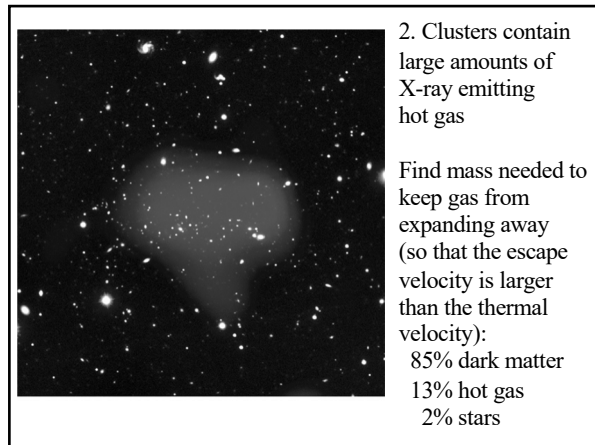 2. Clusters contain
large amounts of
X-ray emitting
hot gas
Find mass needed to
keep gas from
expanding away
(so that the escape
velocity is larger
than the thermal
velocity):
85% dark matter
13% hot gas
2% stars